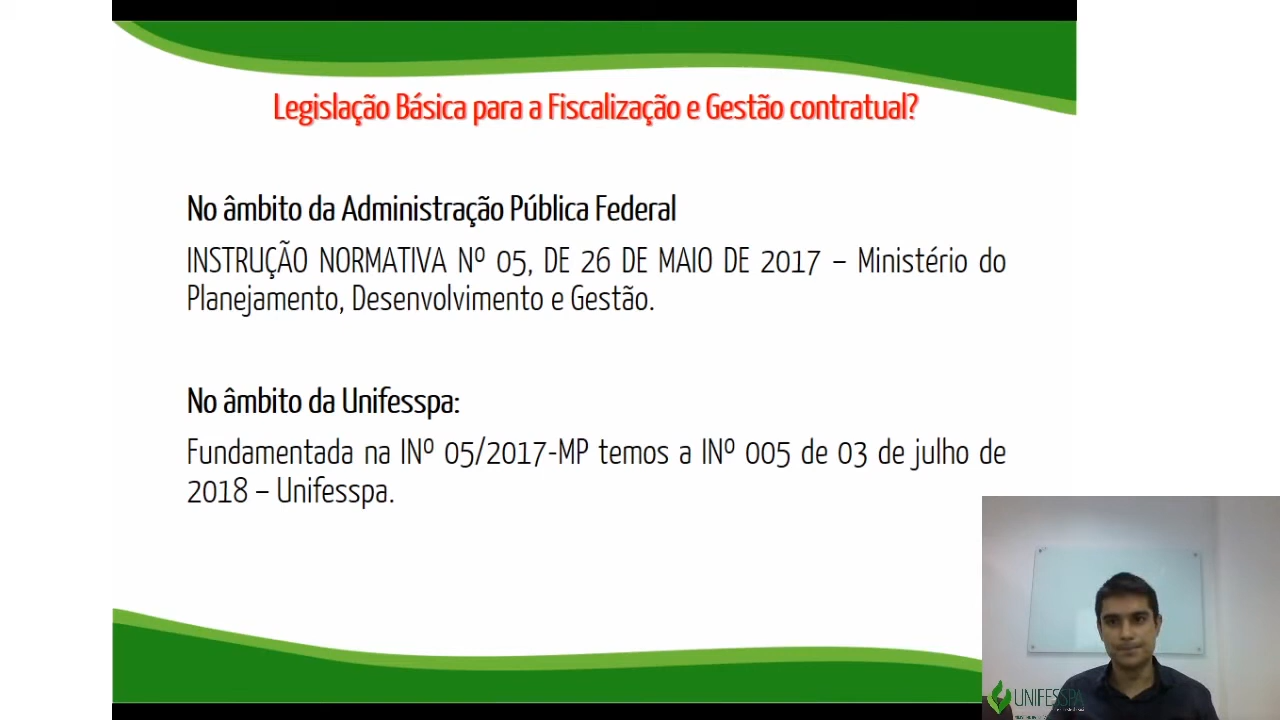 Legislação Básica para a Fiscalização e Gestão contratual?
No âmbito da Administração Pública Federal
INSTRUÇÃO NORMATIVA Nº 05, DE 26 DE MAIO DE 2017 – Ministério do
Planejamento, Desenvolvimento e Gestão.
No âmbito da Unifesspa:
Fundamentada na INº 05/2017-MP temos a INº 005 de 03 de julho de
2018 – Unifesspa.
UNIFESSPA